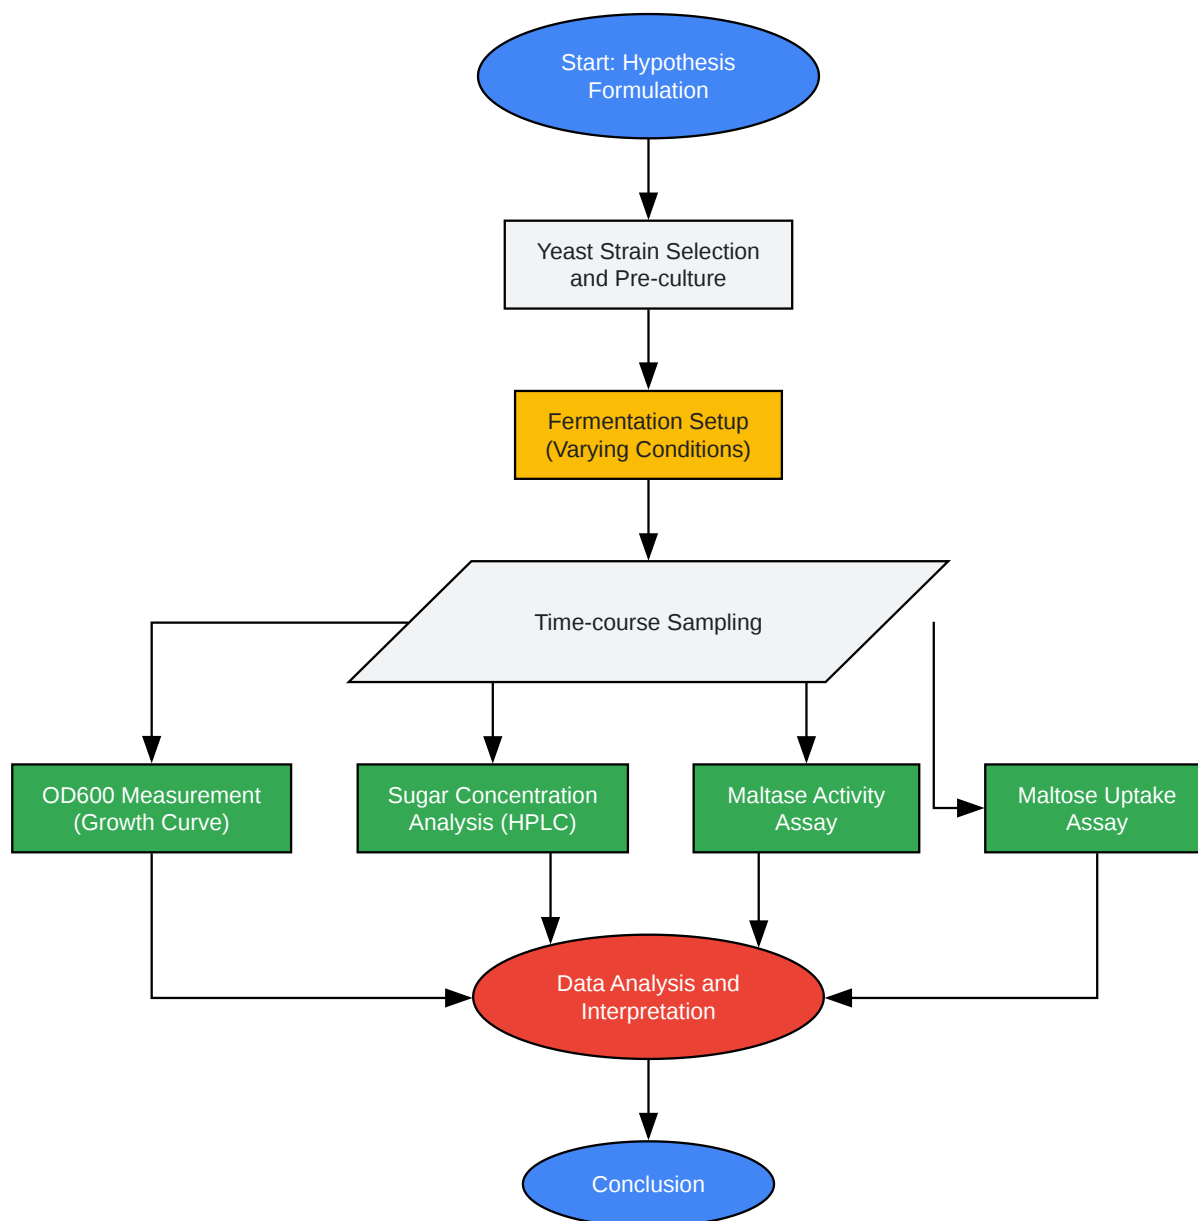 Start: Hypothesis
Formulation
Yeast Strain Selection
and Pre-culture
Fermentation Setup
(Varying Conditions)
Time-course Sampling
OD600 Measurement
(Growth Curve)
Sugar Concentration
Analysis (HPLC)
Maltase Activity
Assay
Maltose Uptake
Assay
Data Analysis and
Interpretation
Conclusion